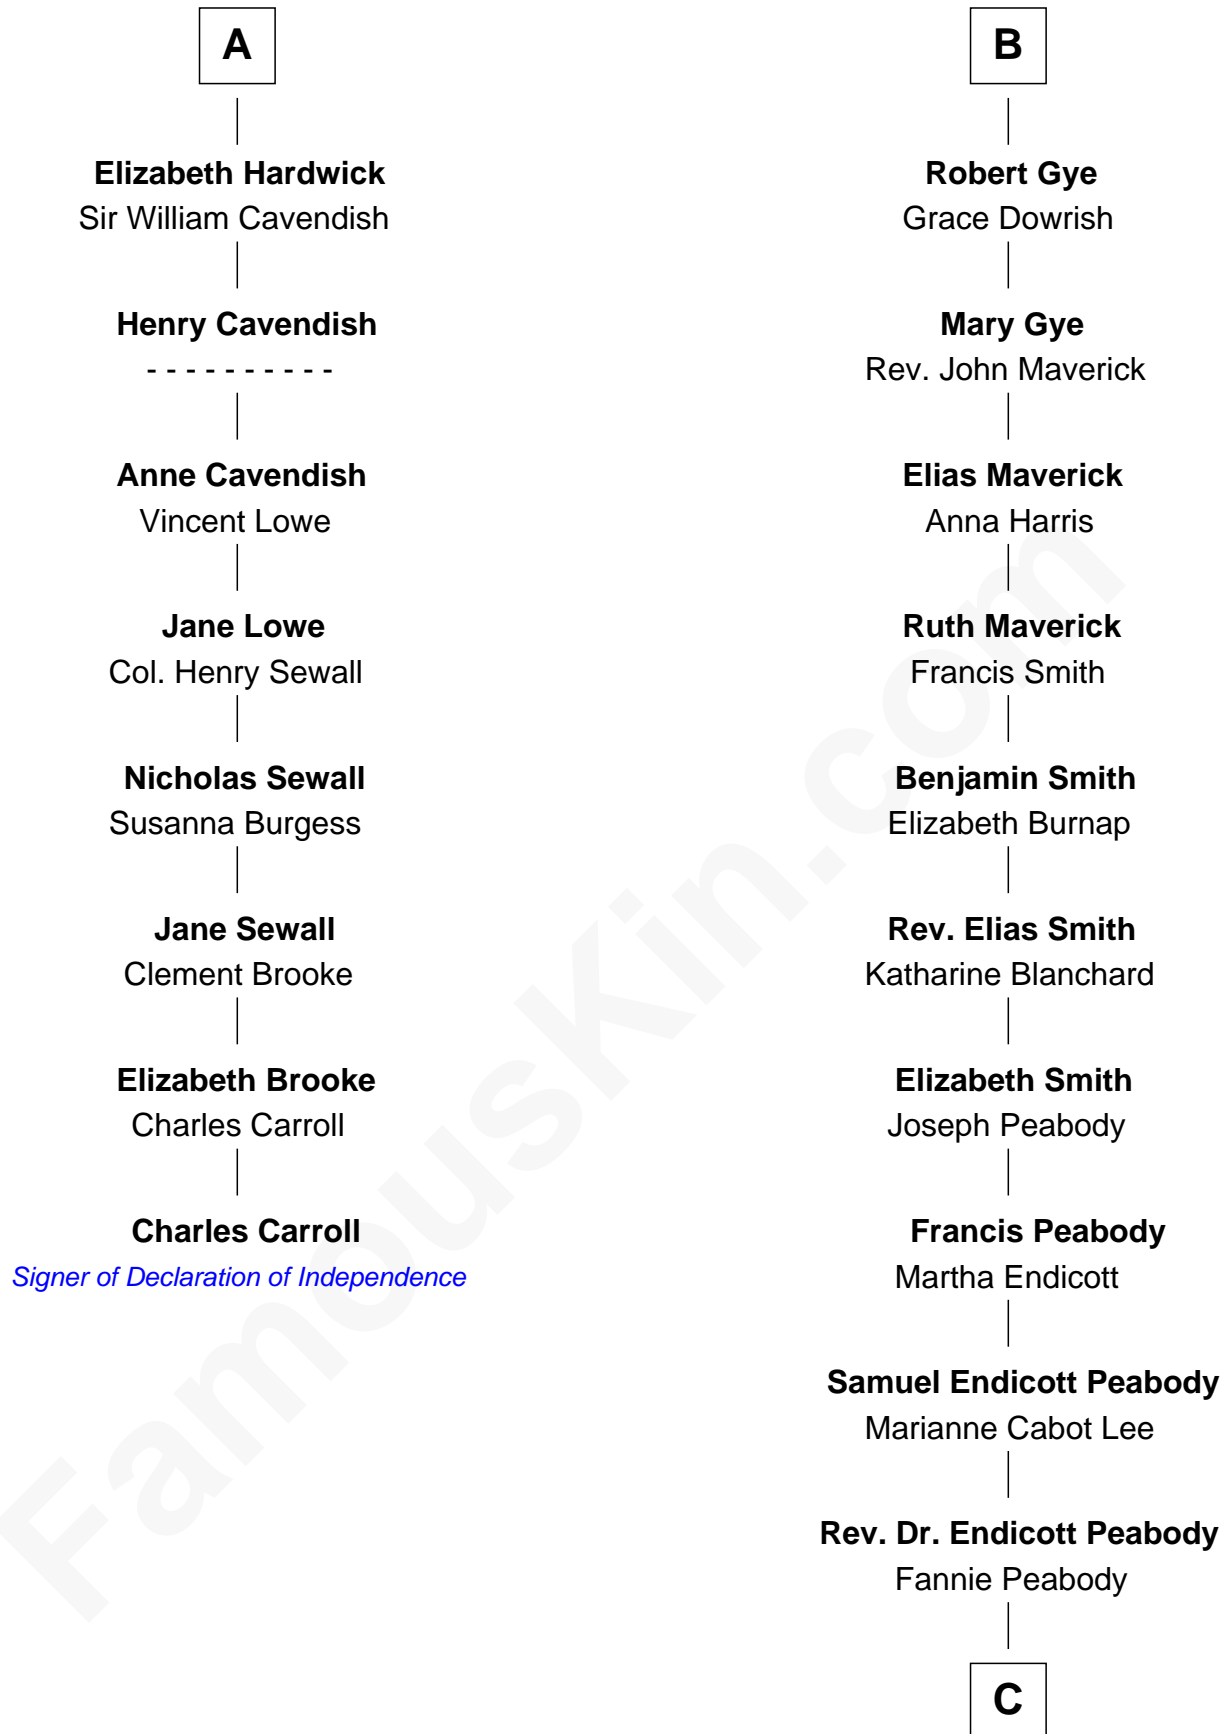 A
Elizabeth Hardwick
Sir William Cavendish
Henry Cavendish
- - - - - - - - - -
Anne Cavendish
Vincent Lowe
Jane Lowe
Col. Henry Sewall
Nicholas Sewall
Susanna Burgess
Jane Sewall
Clement Brooke
Elizabeth Brooke
Charles Carroll
Charles Carroll
Signer of Declaration of Independence
B
Robert Gye
Grace Dowrish
Mary Gye
Rev. John Maverick
Elias Maverick
Anna Harris
Ruth Maverick
Francis Smith
Benjamin Smith
Elizabeth Burnap
Rev. Elias Smith
Katharine Blanchard
Elizabeth Smith
Joseph Peabody
Francis Peabody
Martha Endicott
Samuel Endicott Peabody
Marianne Cabot Lee
Rev. Dr. Endicott Peabody
Fannie Peabody
C
FamousKin.com